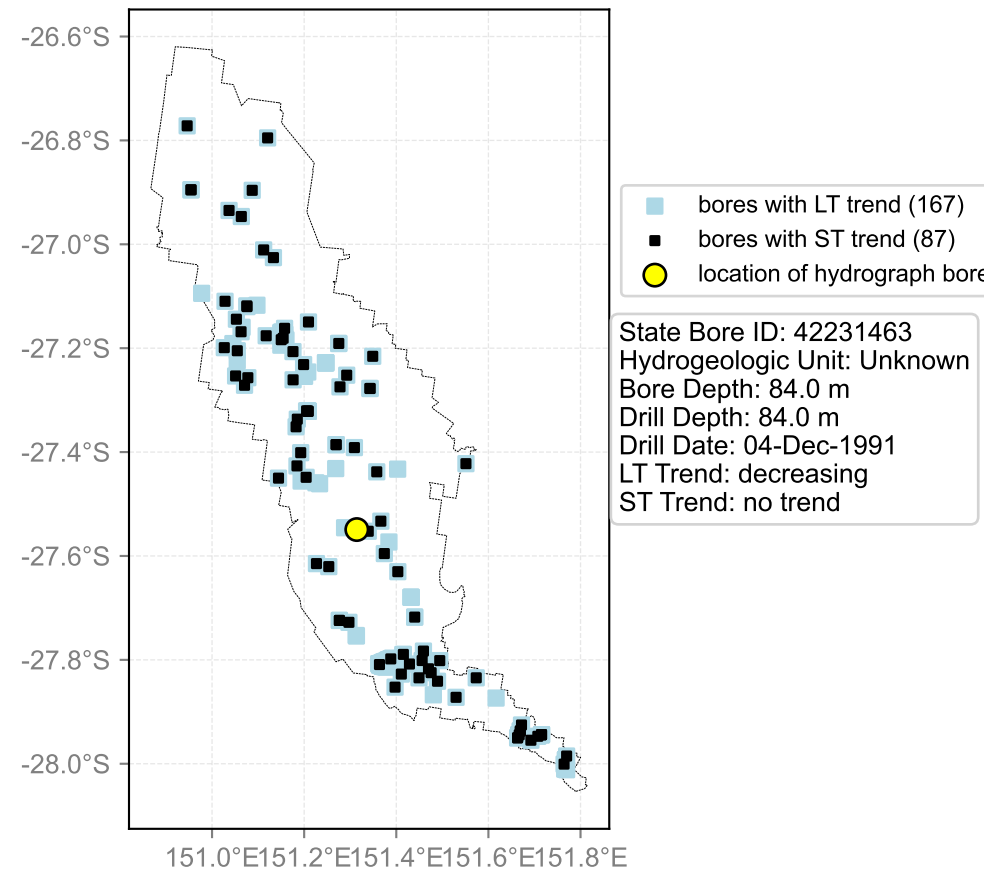 -26.6°S
-26.8°S
-27.0°S
-27.2°S
-27.4°S
-27.6°S
-27.8°S
-28.0°S
151.0°E151.2°E151.4°E151.6°E151.8°E
bores with LT trend (167)
bores with ST trend (87)
location of hydrograph bore
State Bore ID: 42231463
Hydrogeologic Unit: Unknown
Bore Depth: 84.0 m
Drill Depth: 84.0 m
Drill Date: 04-Dec-1991
LT Trend: decreasing
ST Trend: no trend